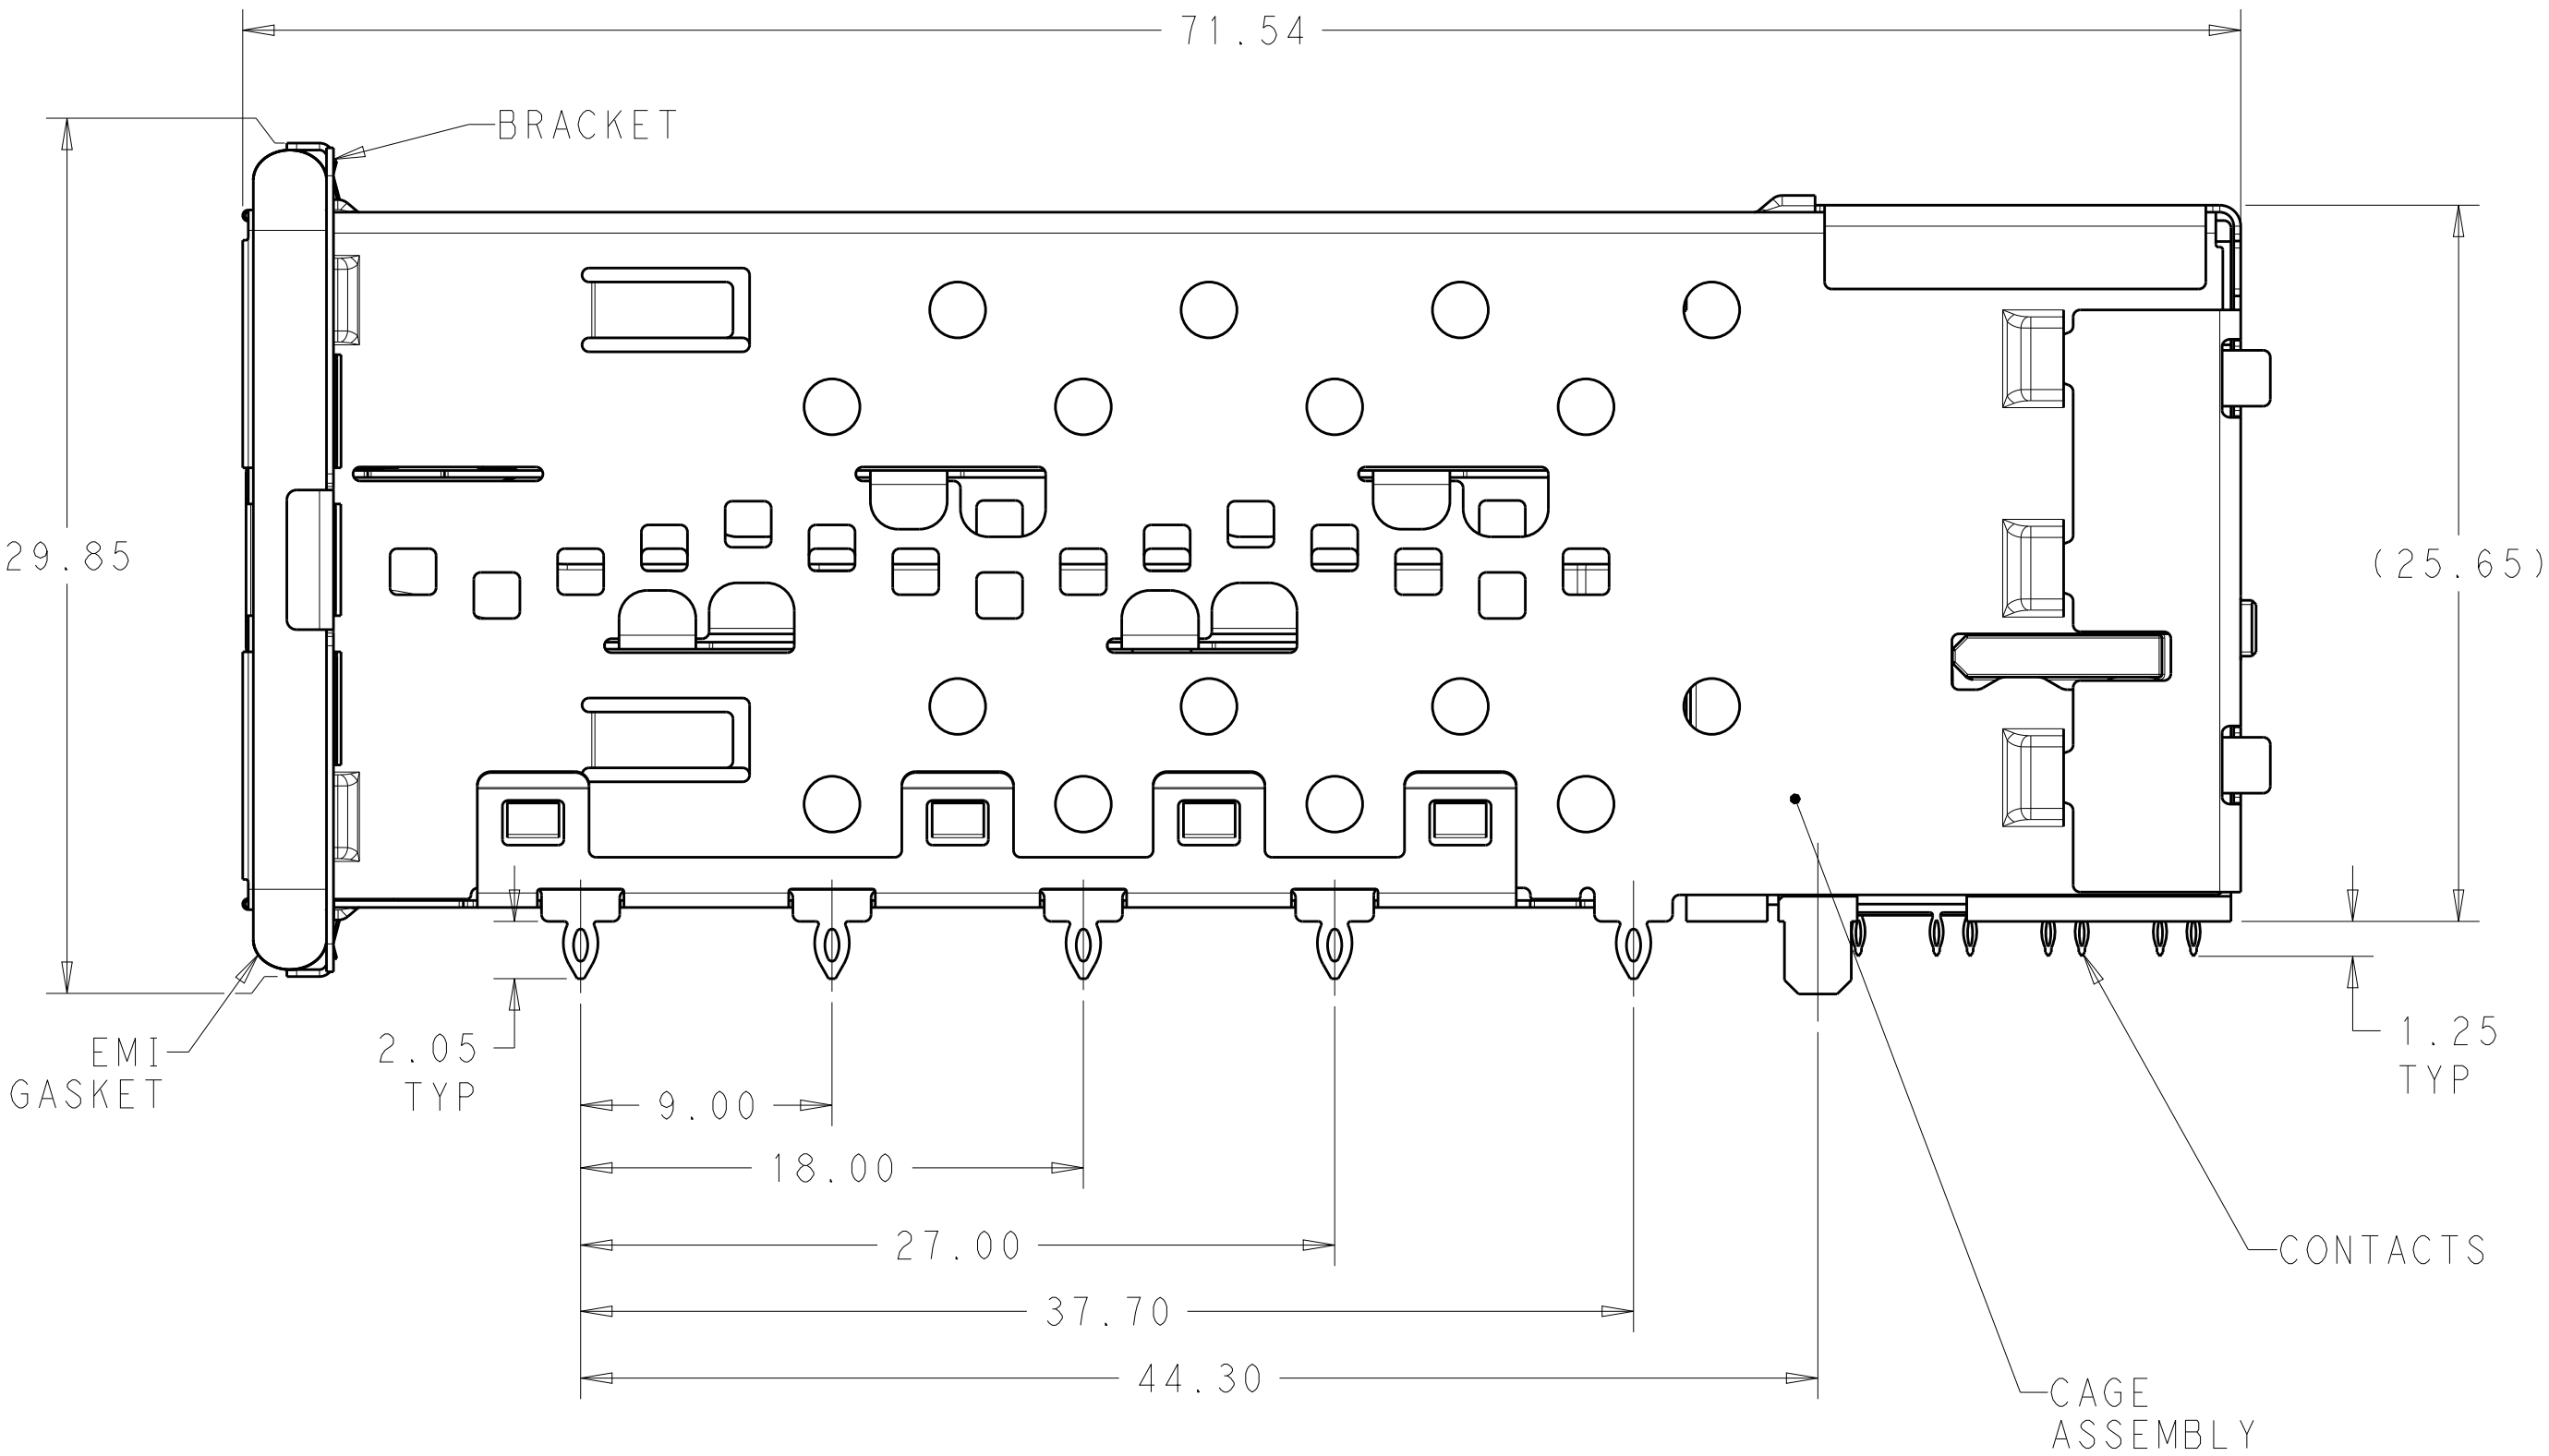 71.54
BRACKET
29.85
(25.65)
EMI
GASKET
2.05
TYP
1.25
TYP
9.00
18.00
27.00
CONTACTS
37.70
44.30
CAGE
ASSEMBLY